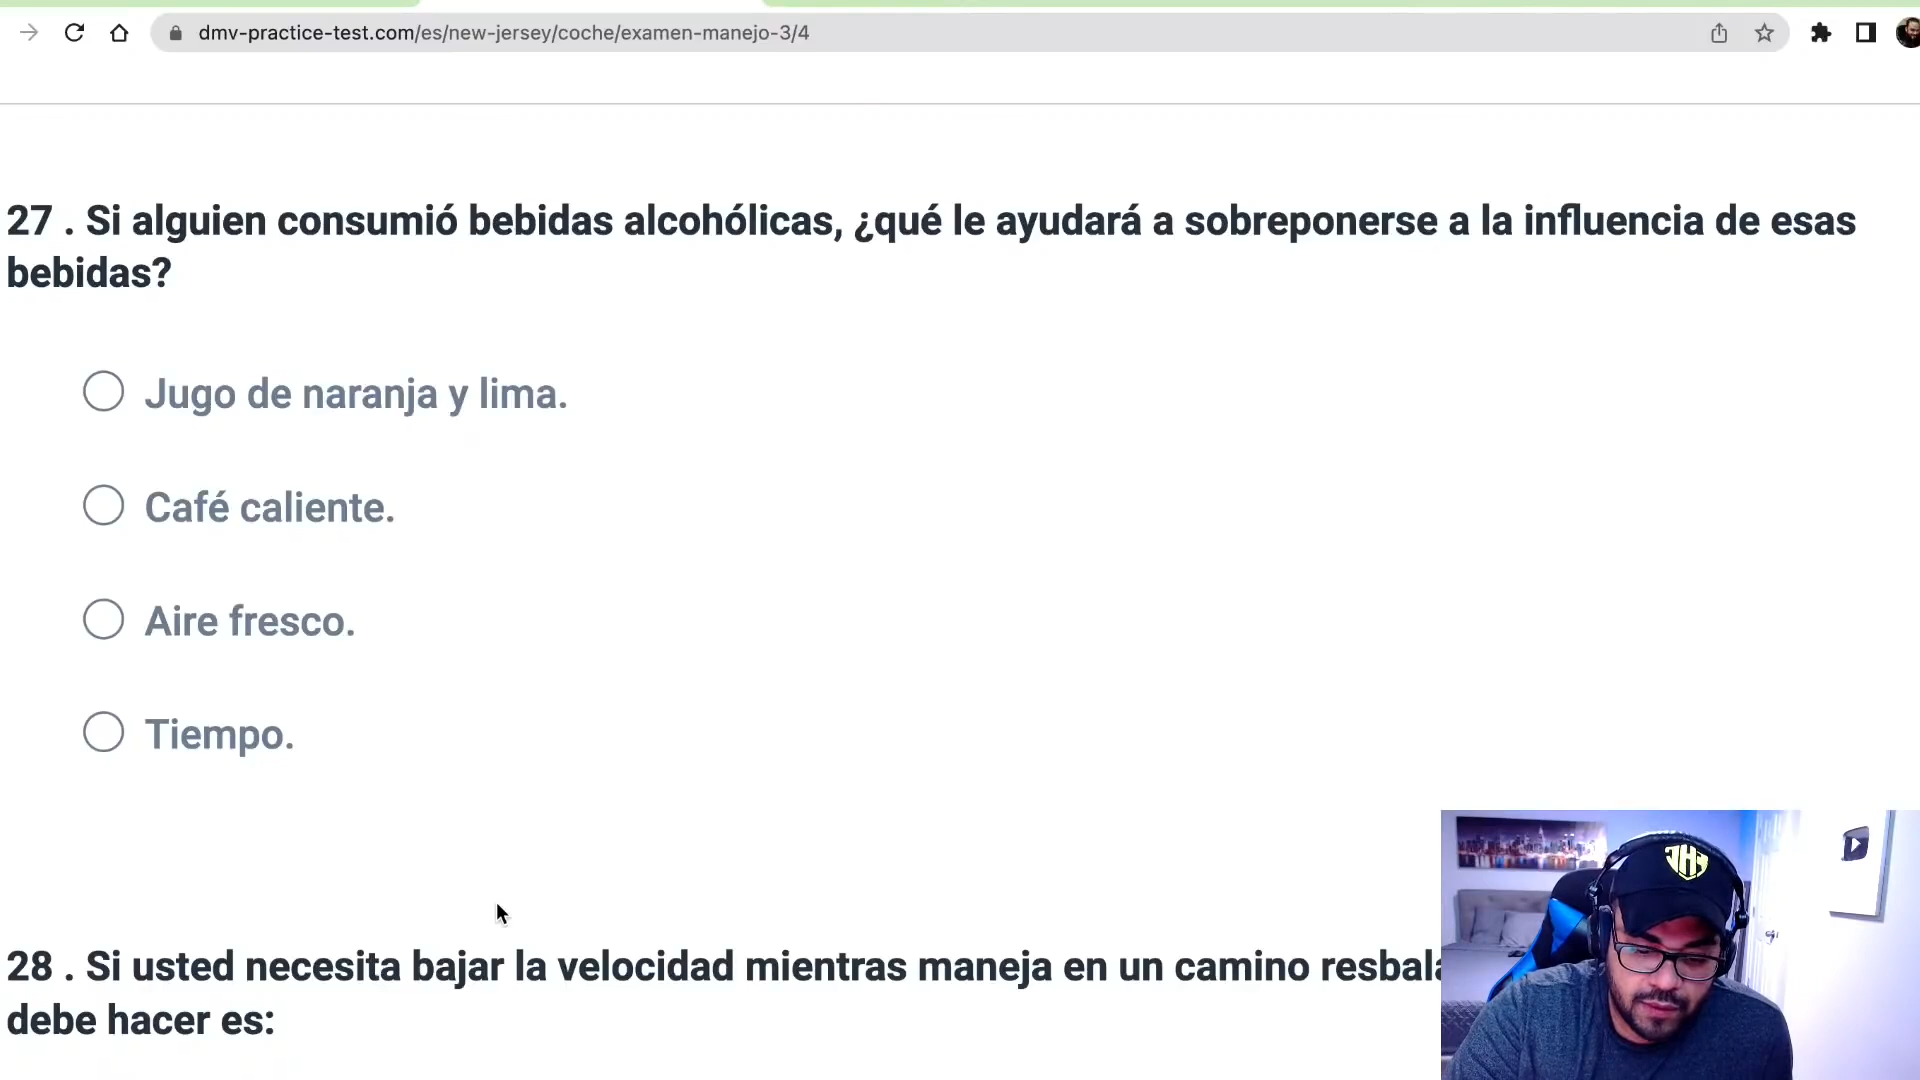 dmv-practice-test.com/es/new-jersey/coche/examen-manejo-3/4
27 . Si alguien consumió bebidas alcohólicas, ¿qué le ayudará a sobreponerse a la influencia de esas
bebidas?
Jugo de naranja y lima.
Café caliente.
Aire fresco.
Tiempo.
28 . Si usted necesita bajar la velocidad mientras maneja en un camino
debe hacer es: